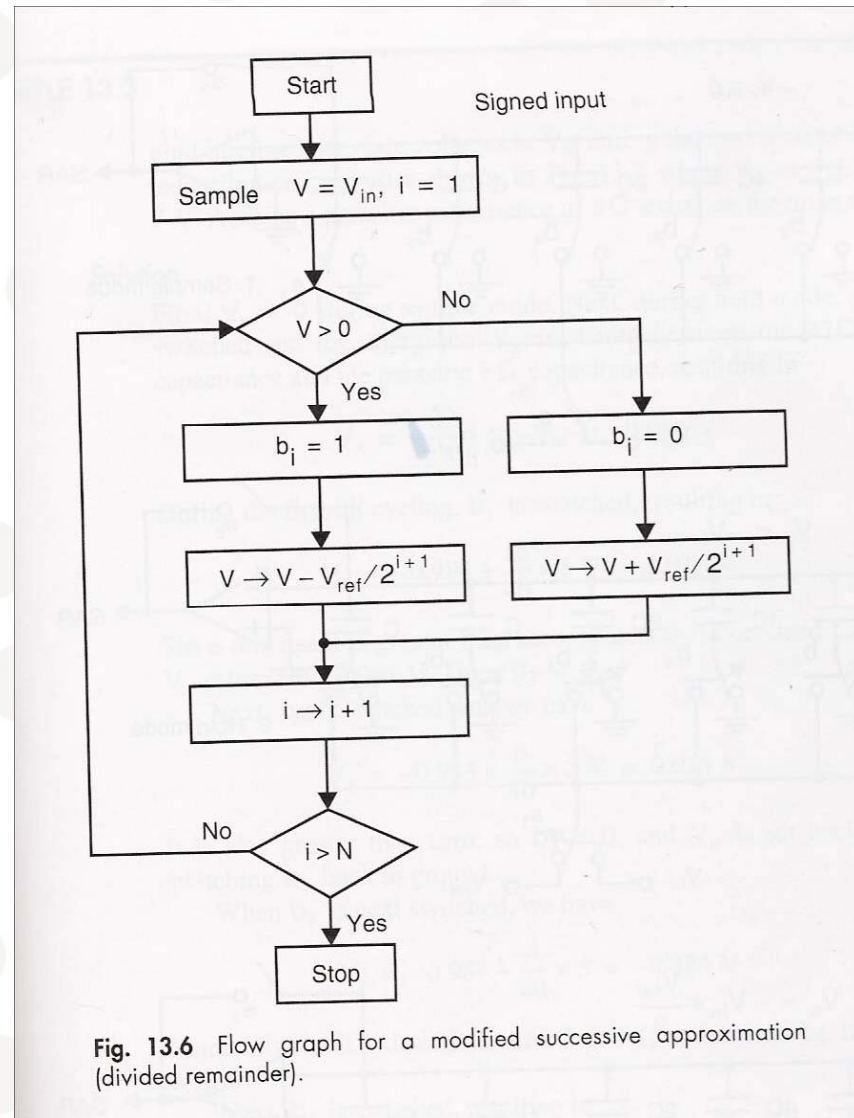 Start
Signed input
Sample V = V_in, i = 1
V > 0
No
Yes
b_i = 1
b_i = 0
V → V − V_ref/2^{i+1}
V → V + V_ref/2^{i+1}
i → i + 1
No
i > N
Yes
Stop
Fig. 13.6 Flow graph for a modified successive approximation
(divided remainder).